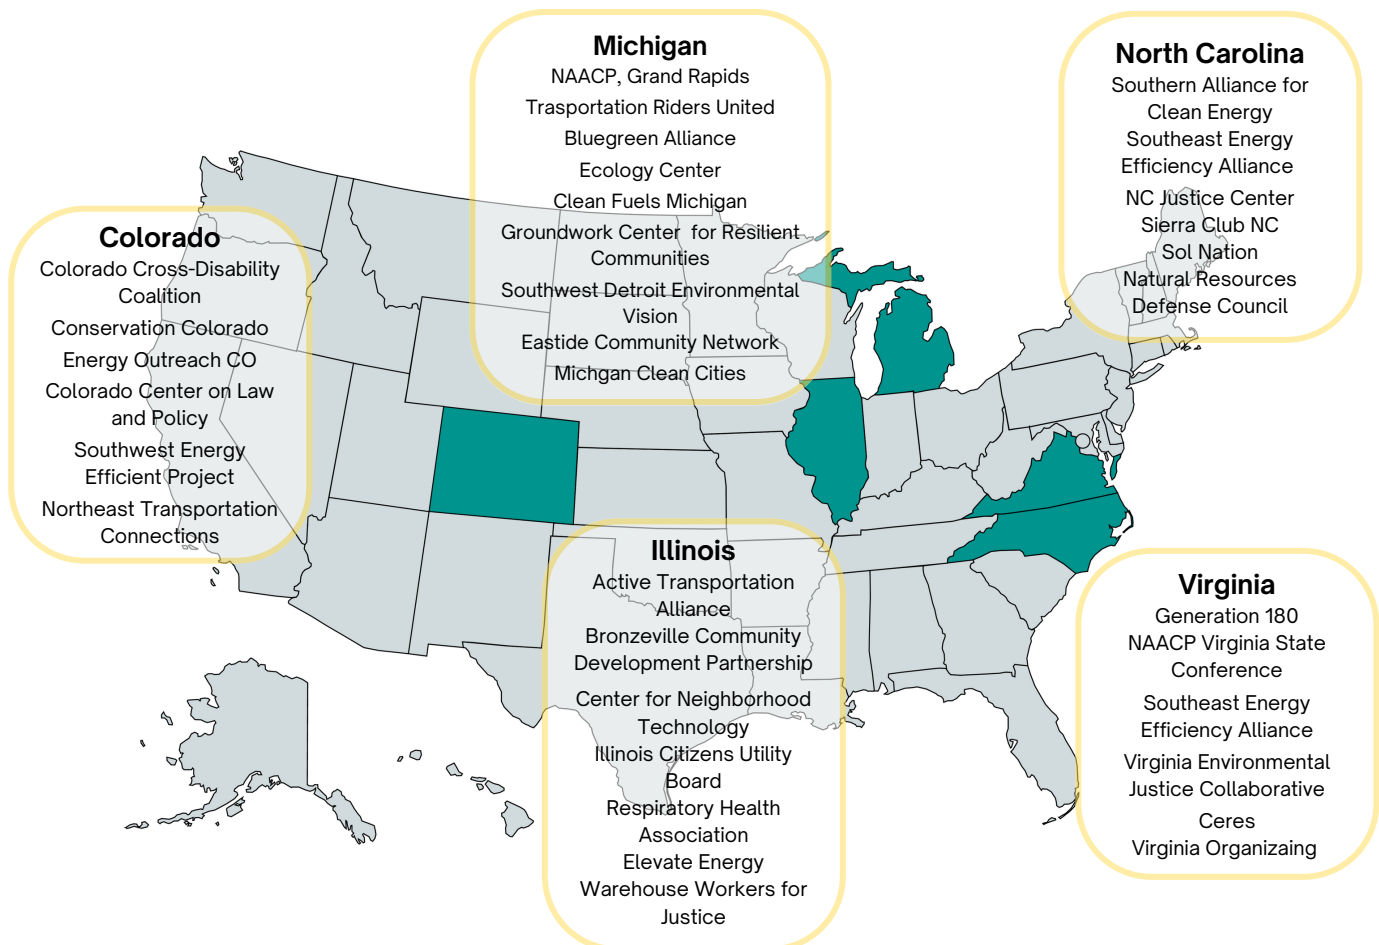 Michigan
NAACP, Grand Rapids
Trasportation Riders United
Bluegreen Alliance
Ecology Center
Clean Fuels Michigan
Groundwork Center for Resilient
Communities
Southwest Detroit Environmental
Vision
Eastide Community Network
Michgan Clean Cities
North Carolina
Southern Alliance for
Clean Energy
Southeast Energy
Efficiency Alliance
NC Justice Center
Sierra Club NC
Sol Nation
Natural Resources
Defense Council
Colorado
Colorado Cross-Disability
Coalition
Conservation Colorado
Energy Outreach CO
Colorado Center on Law
and Policy
Southwest Energy
Efficient Project
Northeast Transportation
Connections
Illinois
Active Transportation
Alliance
Bronzeville Community
Development Partnership
Center for Neighborhood
Technology
Illinois Citizens Utility
Board
Respiratory Health
Association
Elevate Energy
Warehouse Workers for
Justice
Virginia
Generation 180
NAACP Virginia State
Conference
Southeast Energy
Efficiency Alliance
Virginia Environmental
Justice Collaborative
Ceres
Virginia Organizaing